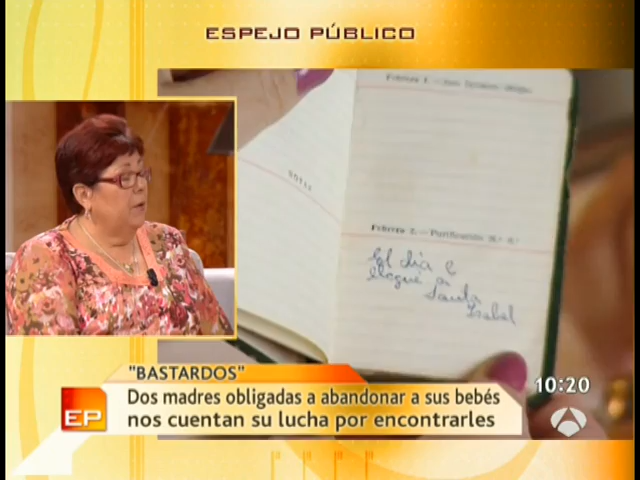 ESPEJO PÚBLICO
NOTAS
FEBRERO 2.—Purificación N.ª S.ª
El día 2
llegué a
Santa
Isabel
"BASTARDOS"
Dos madres obligadas a abandonar a sus bebés
nos cuentan su lucha por encontrarles
EP
10:20